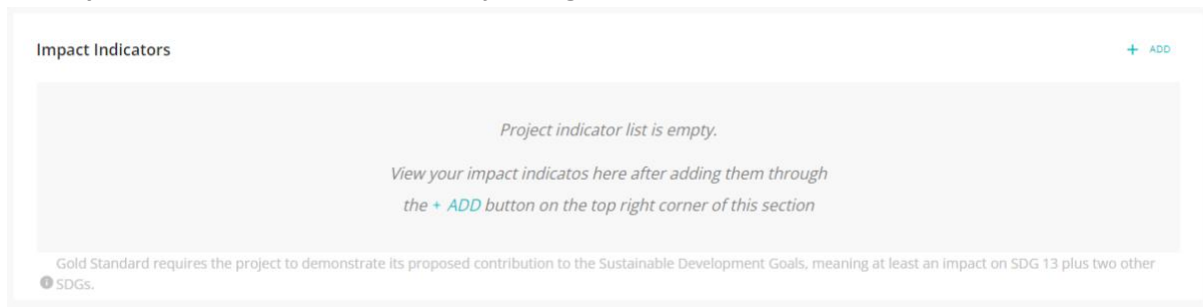 Impact Indicators
+ ADD
Project indicator list is empty.
View your impact indicatos here after adding them through
the + ADD button on the top right corner of this section
Gold Standard requires the project to demonstrate its proposed contribution to the Sustainable Development Goals, meaning at least an impact on SDG 13 plus two other
SDGs.